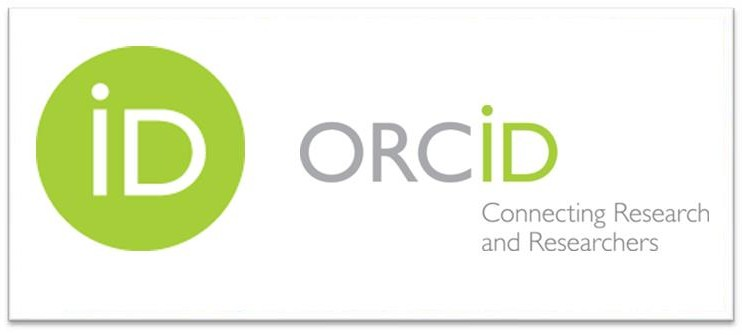 iD
ORCiD
Connecting Research
and Researchers